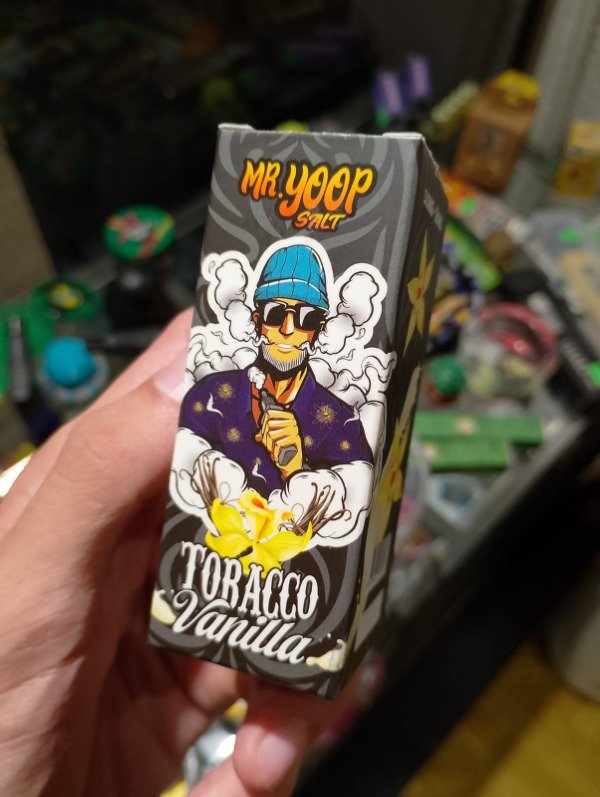 MR. YOOP
SALT
TOBACCO
Vanilla